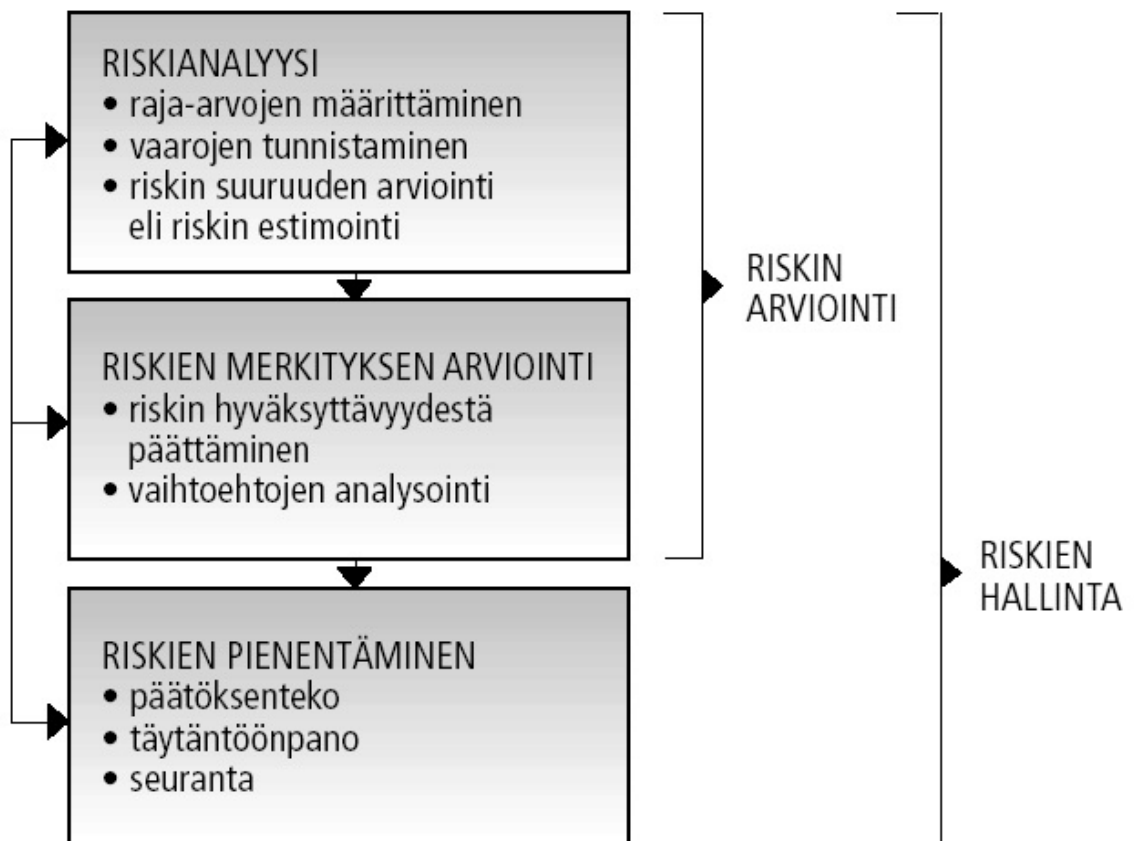 RISKIANALYYSI
• raja-arvojen määrittäminen
• vaarojen tunnistaminen
• riskin suuruuden arviointi
eli riskin estimointi
RISKIEN MERKITYKSEN ARVIOINTI
• riskin hyväksyttävyydestä
päättäminen
• vaihtoehtojen analysointi
RISKIEN PIENENTÄMINEN
• päätöksenteko
• täytäntöönpano
• seuranta
RISKIN
ARVIOINTI
RISKIEN
HALLINTA